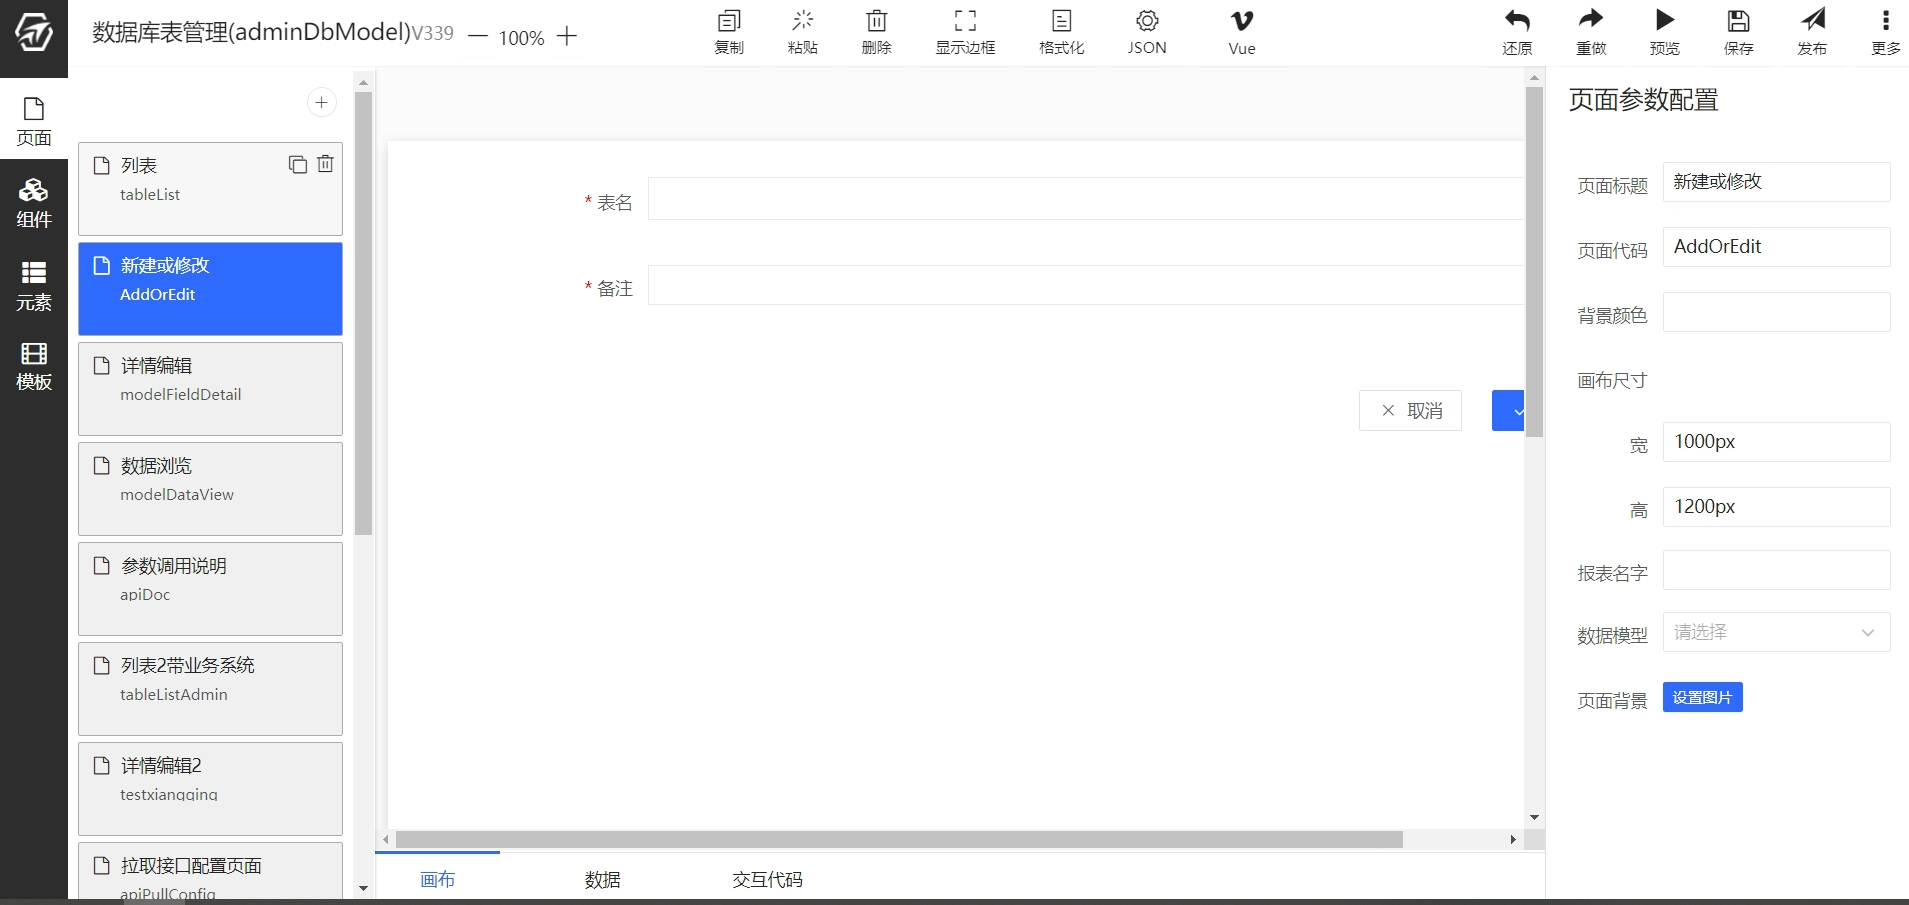 数据库表管理(adminDbModel)V339
100%
复制
粘贴
删除
显示边框
格式化
JSON
Vue
还原
重做
预览
保存
发布
更多
页面
组件
元素
模板
列表
tableList
新建或修改
AddOrEdit
详情编辑
modelFieldDetail
数据浏览
modelDataView
参数调用说明
apiDoc
列表2带业务系统
tableListAdmin
详情编辑2
testxiangqing
拉取接口配置页面
apiPullConfig
* 表名
* 备注
取消
画布
数据
交互代码
页面参数配置
页面标题
新建或修改
页面代码
AddOrEdit
背景颜色
画布尺寸
宽
1000px
高
1200px
报表名字
数据模型
请选择
页面背景
设置图片